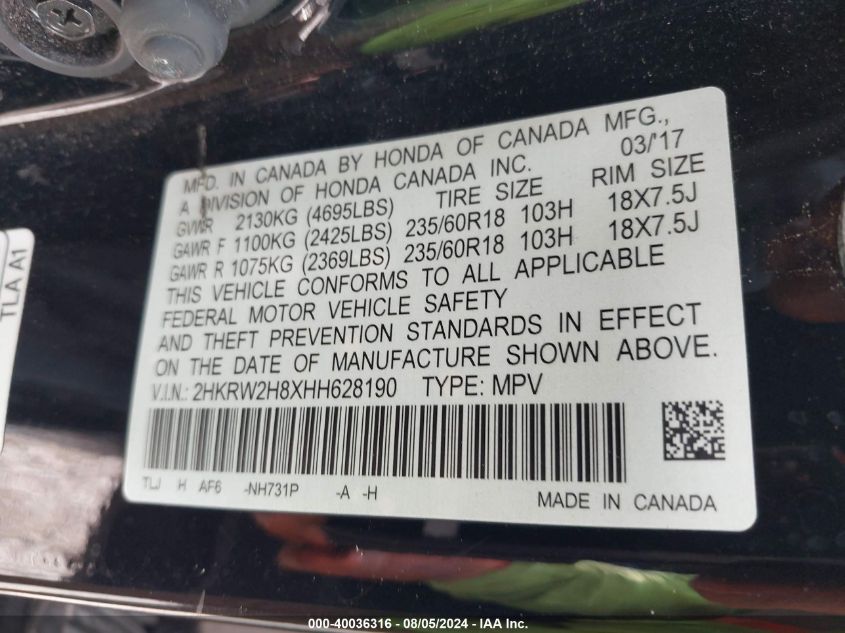 MFD. IN CANADA BY HONDA OF CANADA MFG.,
A DIVISION OF HONDA CANADA INC. 03/'17
GVWR 2130KG (4695LBS) TIRE SIZE RIM SIZE
GAWR F 1100KG (2425LBS) 235/60R18 103H 18X7.5J
GAWR R 1075KG (2369LBS) 235/60R18 103H 18X7.5J
THIS VEHICLE CONFORMS TO ALL APPLICABLE
FEDERAL MOTOR VEHICLE SAFETY
AND THEFT PREVENTION STANDARDS IN EFFECT
ON THE DATE OF MANUFACTURE SHOWN ABOVE.
V.I.N.: 2HKRW2H8XHH628190 TYPE: MPV
TLJ H AF6 -NH731P -A -H
MADE IN CANADA
TLA A1
000-40036316 - 08/05/2024 - IAA Inc.